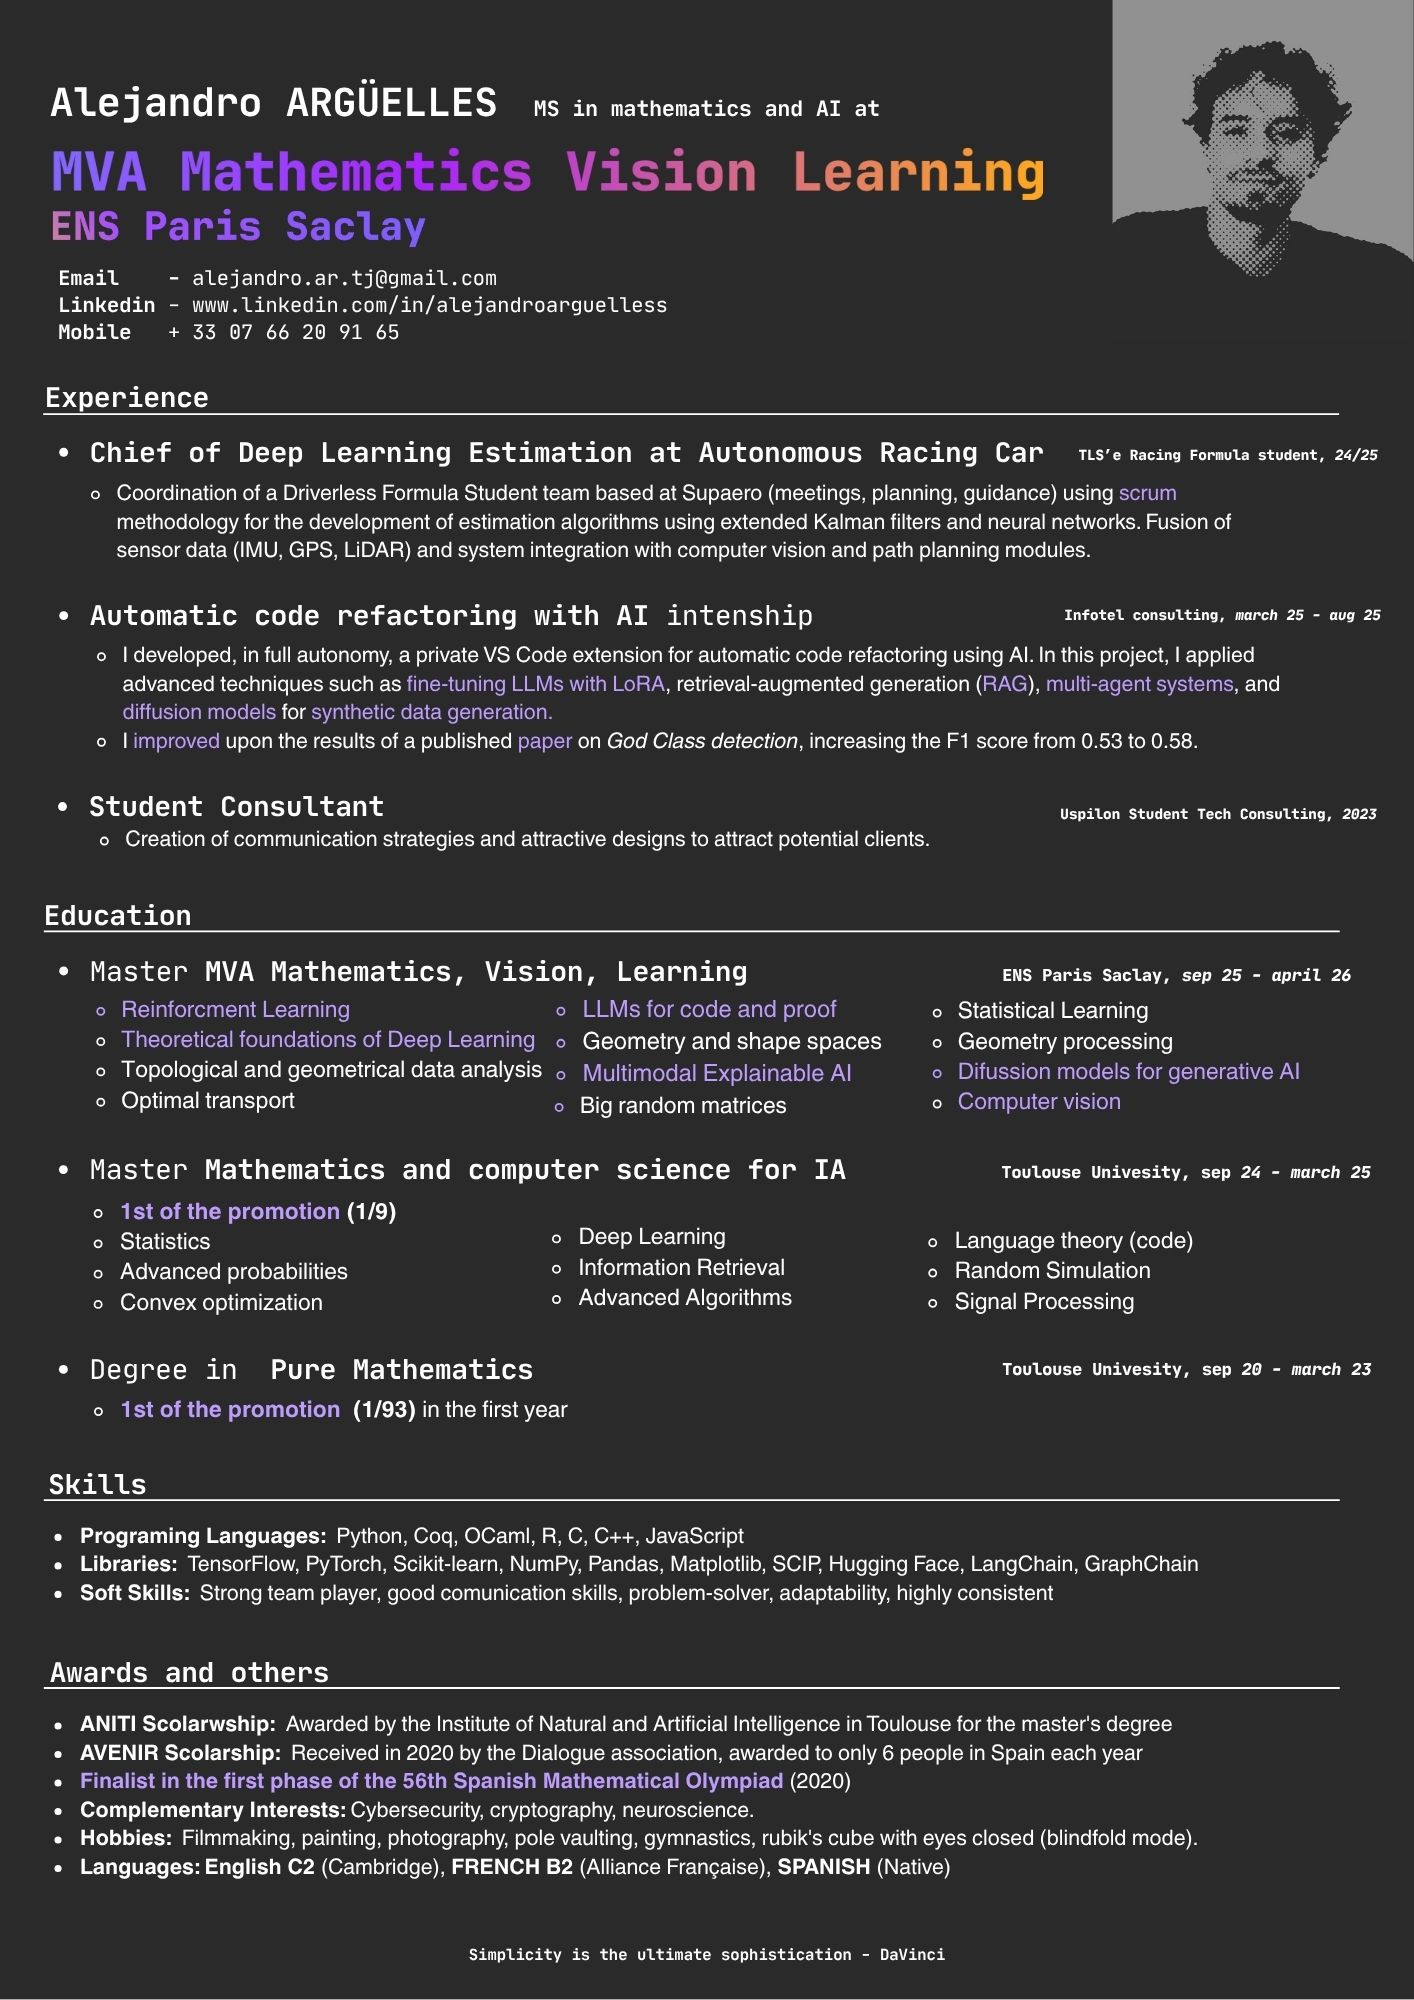 Alejandro ARGÜELLES MS in mathematics and AI at
MVA Mathematics Vision Learning
ENS Paris Saclay
Email - alejandro.ar.tj@gmail.com
Linkedin - www.linkedin.com/in/alejandroarguelless
Mobile + 33 07 66 20 91 65
Experience
• Chief of Deep Learning Estimation at Autonomous Racing Car TLS’e Racing Formula student, 24/25
Coordination of a Driverless Formula Student team based at Supaero (meetings, planning, guidance) using scrum
methodology for the development of estimation algorithms using extended Kalman filters and neural networks. Fusion of
sensor data (IMU, GPS, LiDAR) and system integration with computer vision and path planning modules.
• Automatic code refactoring with AI intenship Infotel consulting, march 25 - aug 25
I developed, in full autonomy, a private VS Code extension for automatic code refactoring using AI. In this project, I applied
advanced techniques such as fine-tuning LLMs with LoRA, retrieval-augmented generation (RAG), multi-agent systems, and
diffusion models for synthetic data generation.
I improved upon the results of a published paper on God Class detection, increasing the F1 score from 0.53 to 0.58.
• Student Consultant Uspilon Student Tech Consulting, 2023
Creation of communication strategies and attractive designs to attract potential clients.
Education
• Master MVA Mathematics, Vision, Learning ENS Paris Saclay, sep 25 - april 26
Reinforcment Learning
Theoretical foundations of Deep Learning
Topological and geometrical data analysis
Optimal transport
LLMs for code and proof
Geometry and shape spaces
Multimodal Explainable AI
Big random matrices
Statistical Learning
Geometry processing
Difussion models for generative AI
Computer vision
• Master Mathematics and computer science for IA Toulouse Univesity, sep 24 - march 25
1st of the promotion (1/9)
Statistics
Advanced probabilities
Convex optimization
Deep Learning
Information Retrieval
Advanced Algorithms
Language theory (code)
Random Simulation
Signal Processing
• Degree in Pure Mathematics Toulouse Univesity, sep 20 - march 23
1st of the promotion (1/93) in the first year
Skills
• Programing Languages: Python, Coq, OCaml, R, C, C++, JavaScript
• Libraries: TensorFlow, PyTorch, Scikit-learn, NumPy, Pandas, Matplotlib, SCIP, Hugging Face, LangChain, GraphChain
• Soft Skills: Strong team player, good comunication skills, problem-solver, adaptability, highly consistent
Awards and others
• ANITI Scolarwship: Awarded by the Institute of Natural and Artificial Intelligence in Toulouse for the master's degree
• AVENIR Scolarship: Received in 2020 by the Dialogue association, awarded to only 6 people in Spain each year
• Finalist in the first phase of the 56th Spanish Mathematical Olympiad (2020)
• Complementary Interests: Cybersecurity, cryptography, neuroscience.
• Hobbies: Filmmaking, painting, photography, pole vaulting, gymnastics, rubik's cube with eyes closed (blindfold mode).
• Languages: English C2 (Cambridge), FRENCH B2 (Alliance Française), SPANISH (Native)
Simplicity is the ultimate sophistication - DaVinci